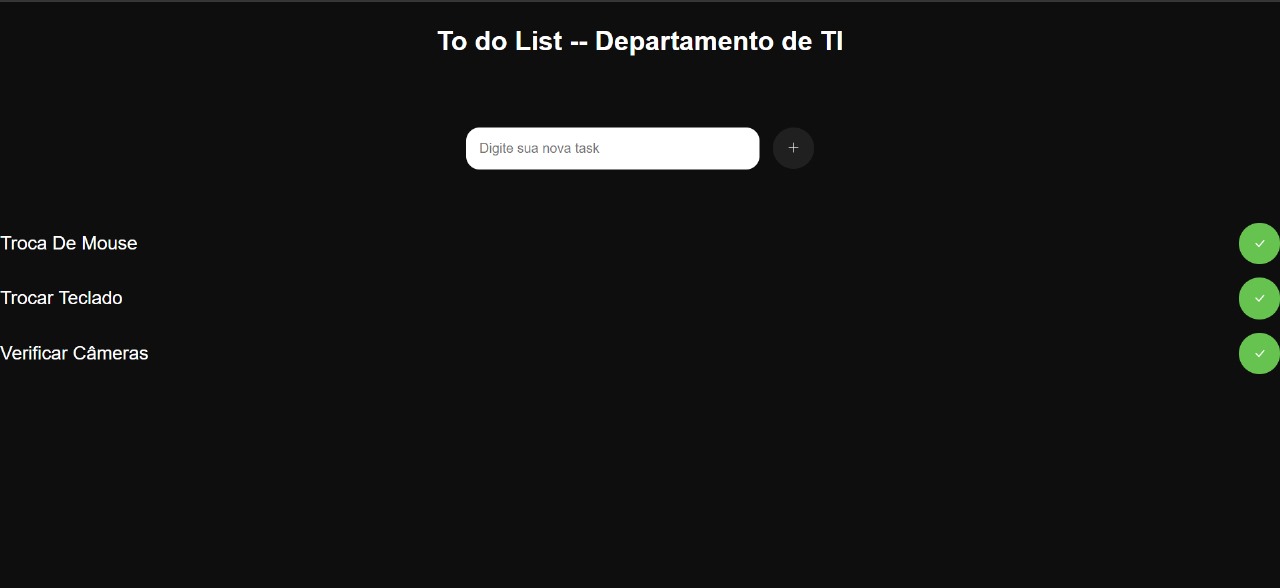 To do List -- Departamento de TI
Digite sua nova task
Troca De Mouse
Trocar Teclado
Verificar Câmeras